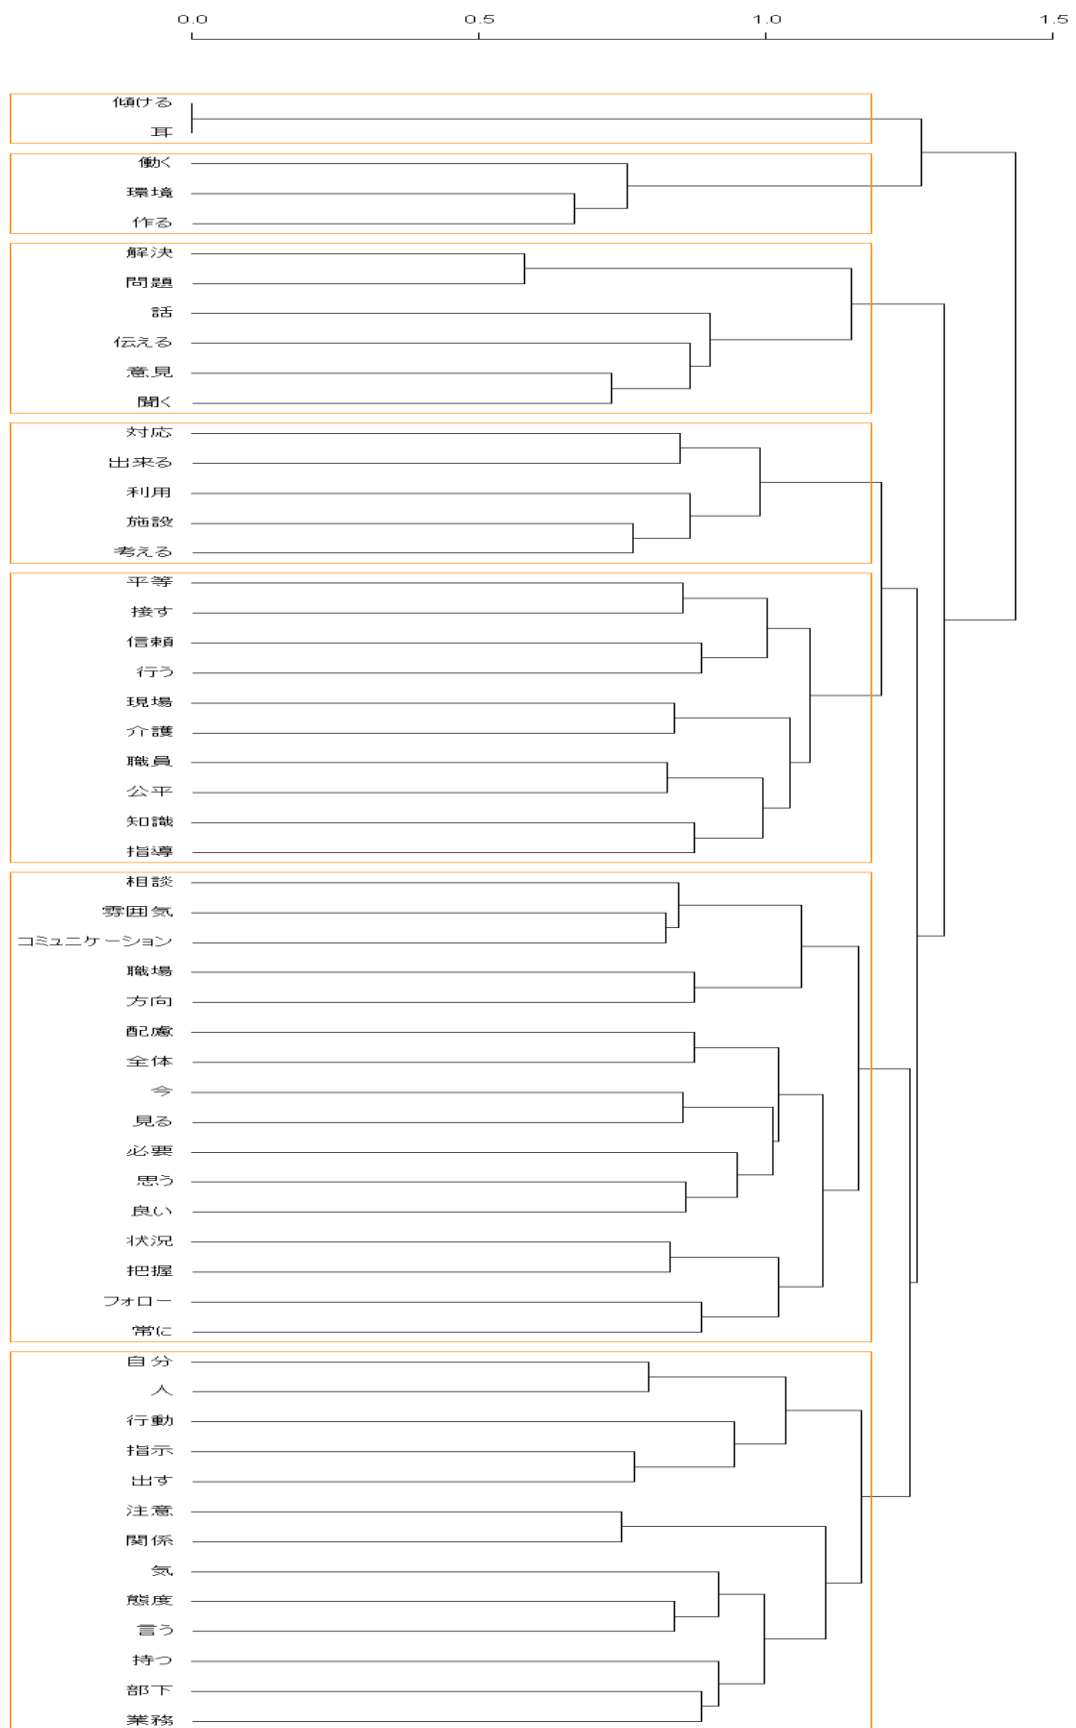 0.0 0.5 1.0 1.5
傾ける
耳
働く
環境
作る
解決
問題
話
伝える
意見
聞く
対応
出来る
利用
施設
考える
平等
接す
信頼
行う
現場
介護
職員
公平
知識
指導
相談
雰囲気
コミュニケーション
職場
方向
配慮
全体
今
見る
必要
思う
良い
状況
把握
フォロー
常に
自分
人
行動
指示
出す
注意
関係
気
態度
言う
持つ
部下
業務